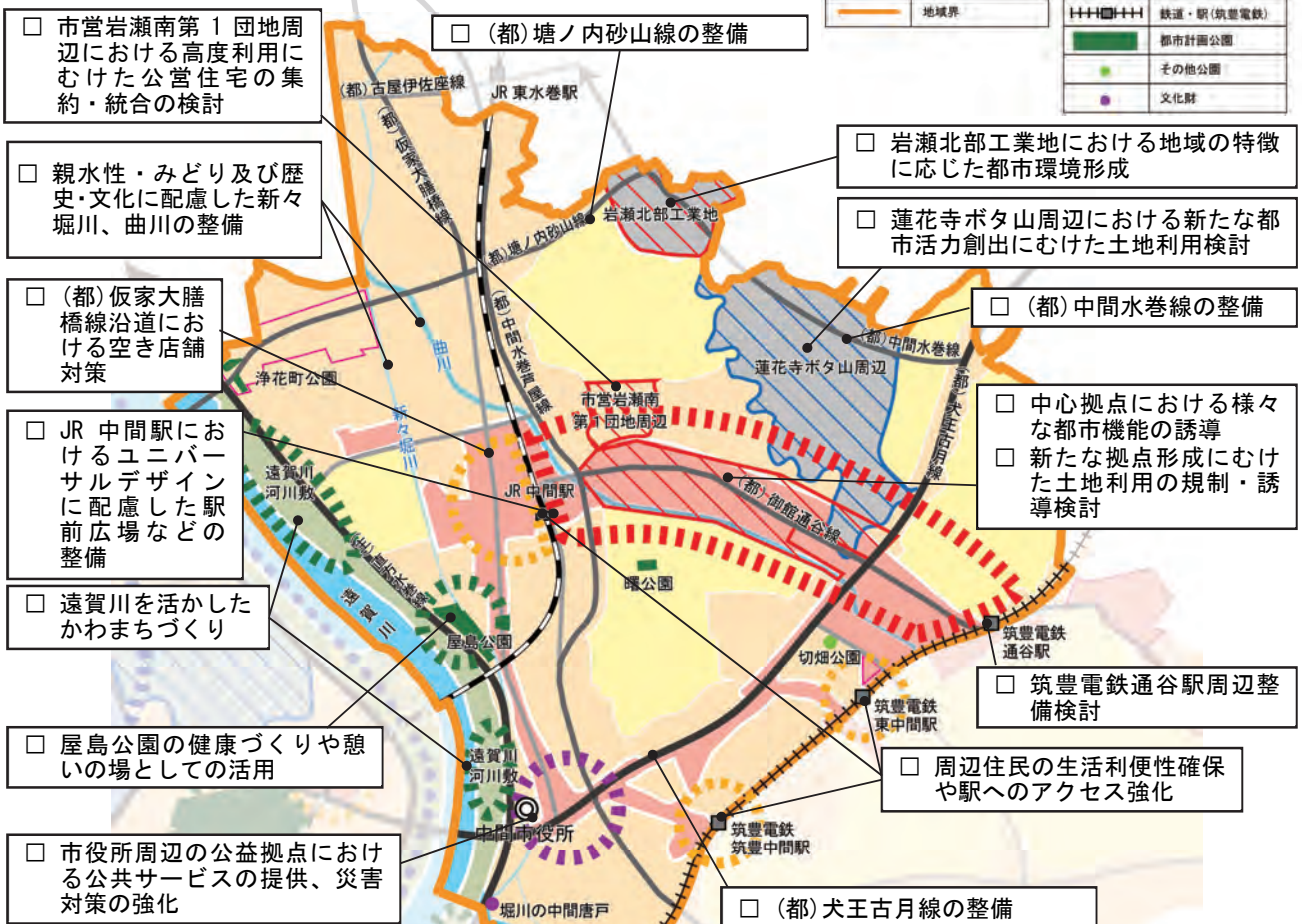 □ 市営岩瀬南第 1 団地周
辺における高度利用に
むけた公営住宅の集
約・統合の検討
□ (都)塘ノ内砂山線の整備
地域界
鉄道・駅(筑豊電鉄)
都市計画公園
その他公園
文化財
□ 親水性・みどり及び歴
史・文化に配慮した新々
堀川、曲川の整備
□ (都)仮家大膳
橋線沿道にお
ける空き店舗
対策
□ JR 中間駅にお
けるユニバー
サルデザイン
に配慮した駅
前広場などの
整備
□ 遠賀川を活かした
かわまちづくり
□ 屋島公園の健康づくりや憩
いの場としての活用
□ 市役所周辺の公益拠点におけ
る公共サービスの提供、災害
対策の強化
□ 岩瀬北部工業地における地域の特徴
に応じた都市環境形成
□ 蓮花寺ボタ山周辺における新たな都
市活力創出にむけた土地利用検討
□ (都)中間水巻線の整備
□ 中心拠点における様々
な都市機能の誘導
□ 新たな拠点形成にむけ
た土地利用の規制・誘
導検討
□ 筑豊電鉄通谷駅周辺整
備検討
□ 周辺住民の生活利便性確保
や駅へのアクセス強化
□ (都)犬王古月線の整備
(都)古屋伊佐座線
JR 東水巻駅
(都)仮家大膳橋線
(都)塘ノ内砂山線
岩瀬北部工業地
(都)中間水巻芦屋線
曲川
浄花町公園
新々堀川
市営岩瀬南
第1団地周辺
蓮花寺ボタ山周辺
(都)中間水巻線
(都)犬王古月線
(都)御館通谷線
JR 中間駅
遠賀川
河川敷
遠賀川
屋島公園
曙公園
切畑公園
筑豊電鉄
通谷駅
筑豊電鉄
東中間駅
筑豊電鉄
筑豊中間駅
遠賀川
河川敷
中間市役所
堀川の中間唐戸